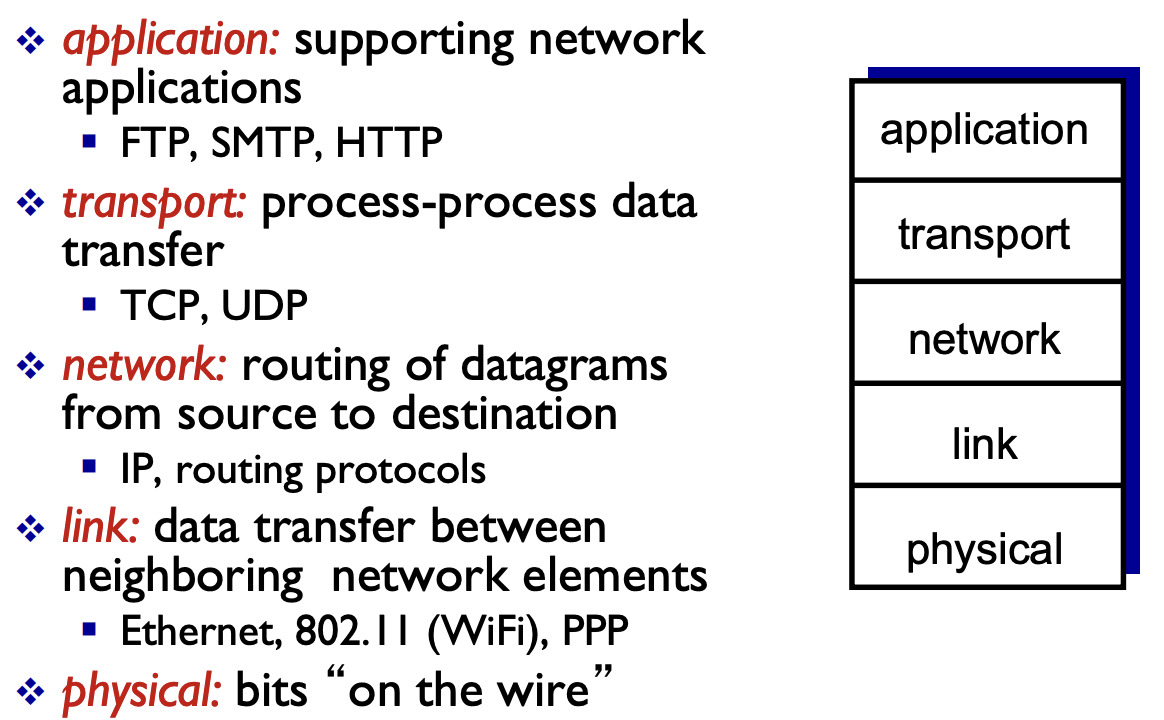 ❖ application: supporting network
applications
▪ FTP, SMTP, HTTP
❖ transport: process-process data
transfer
▪ TCP, UDP
❖ network: routing of datagrams
from source to destination
▪ IP, routing protocols
❖ link: data transfer between
neighboring network elements
▪ Ethernet, 802.11 (WiFi), PPP
❖ physical: bits “on the wire”
application
transport
network
link
physical